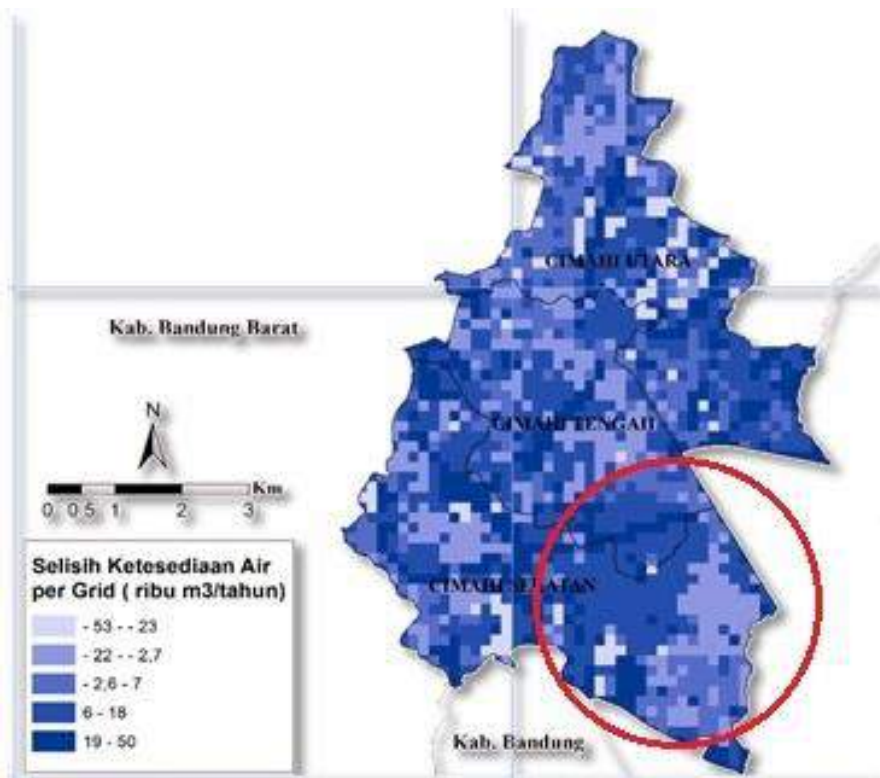 CIMAHI UTARA
Kab. Bandung Barat
N
CIMAHI TENGAH
Km
0 0,5 1 2 3
Selisih Ketesediaan Air
per Grid ( ribu m3/tahun)
CIMAHI SELATAN
- 53 - - 23
- 22 - - 2,7
- 2,6 - 7
6 - 18
19 - 50
Kab. Bandung